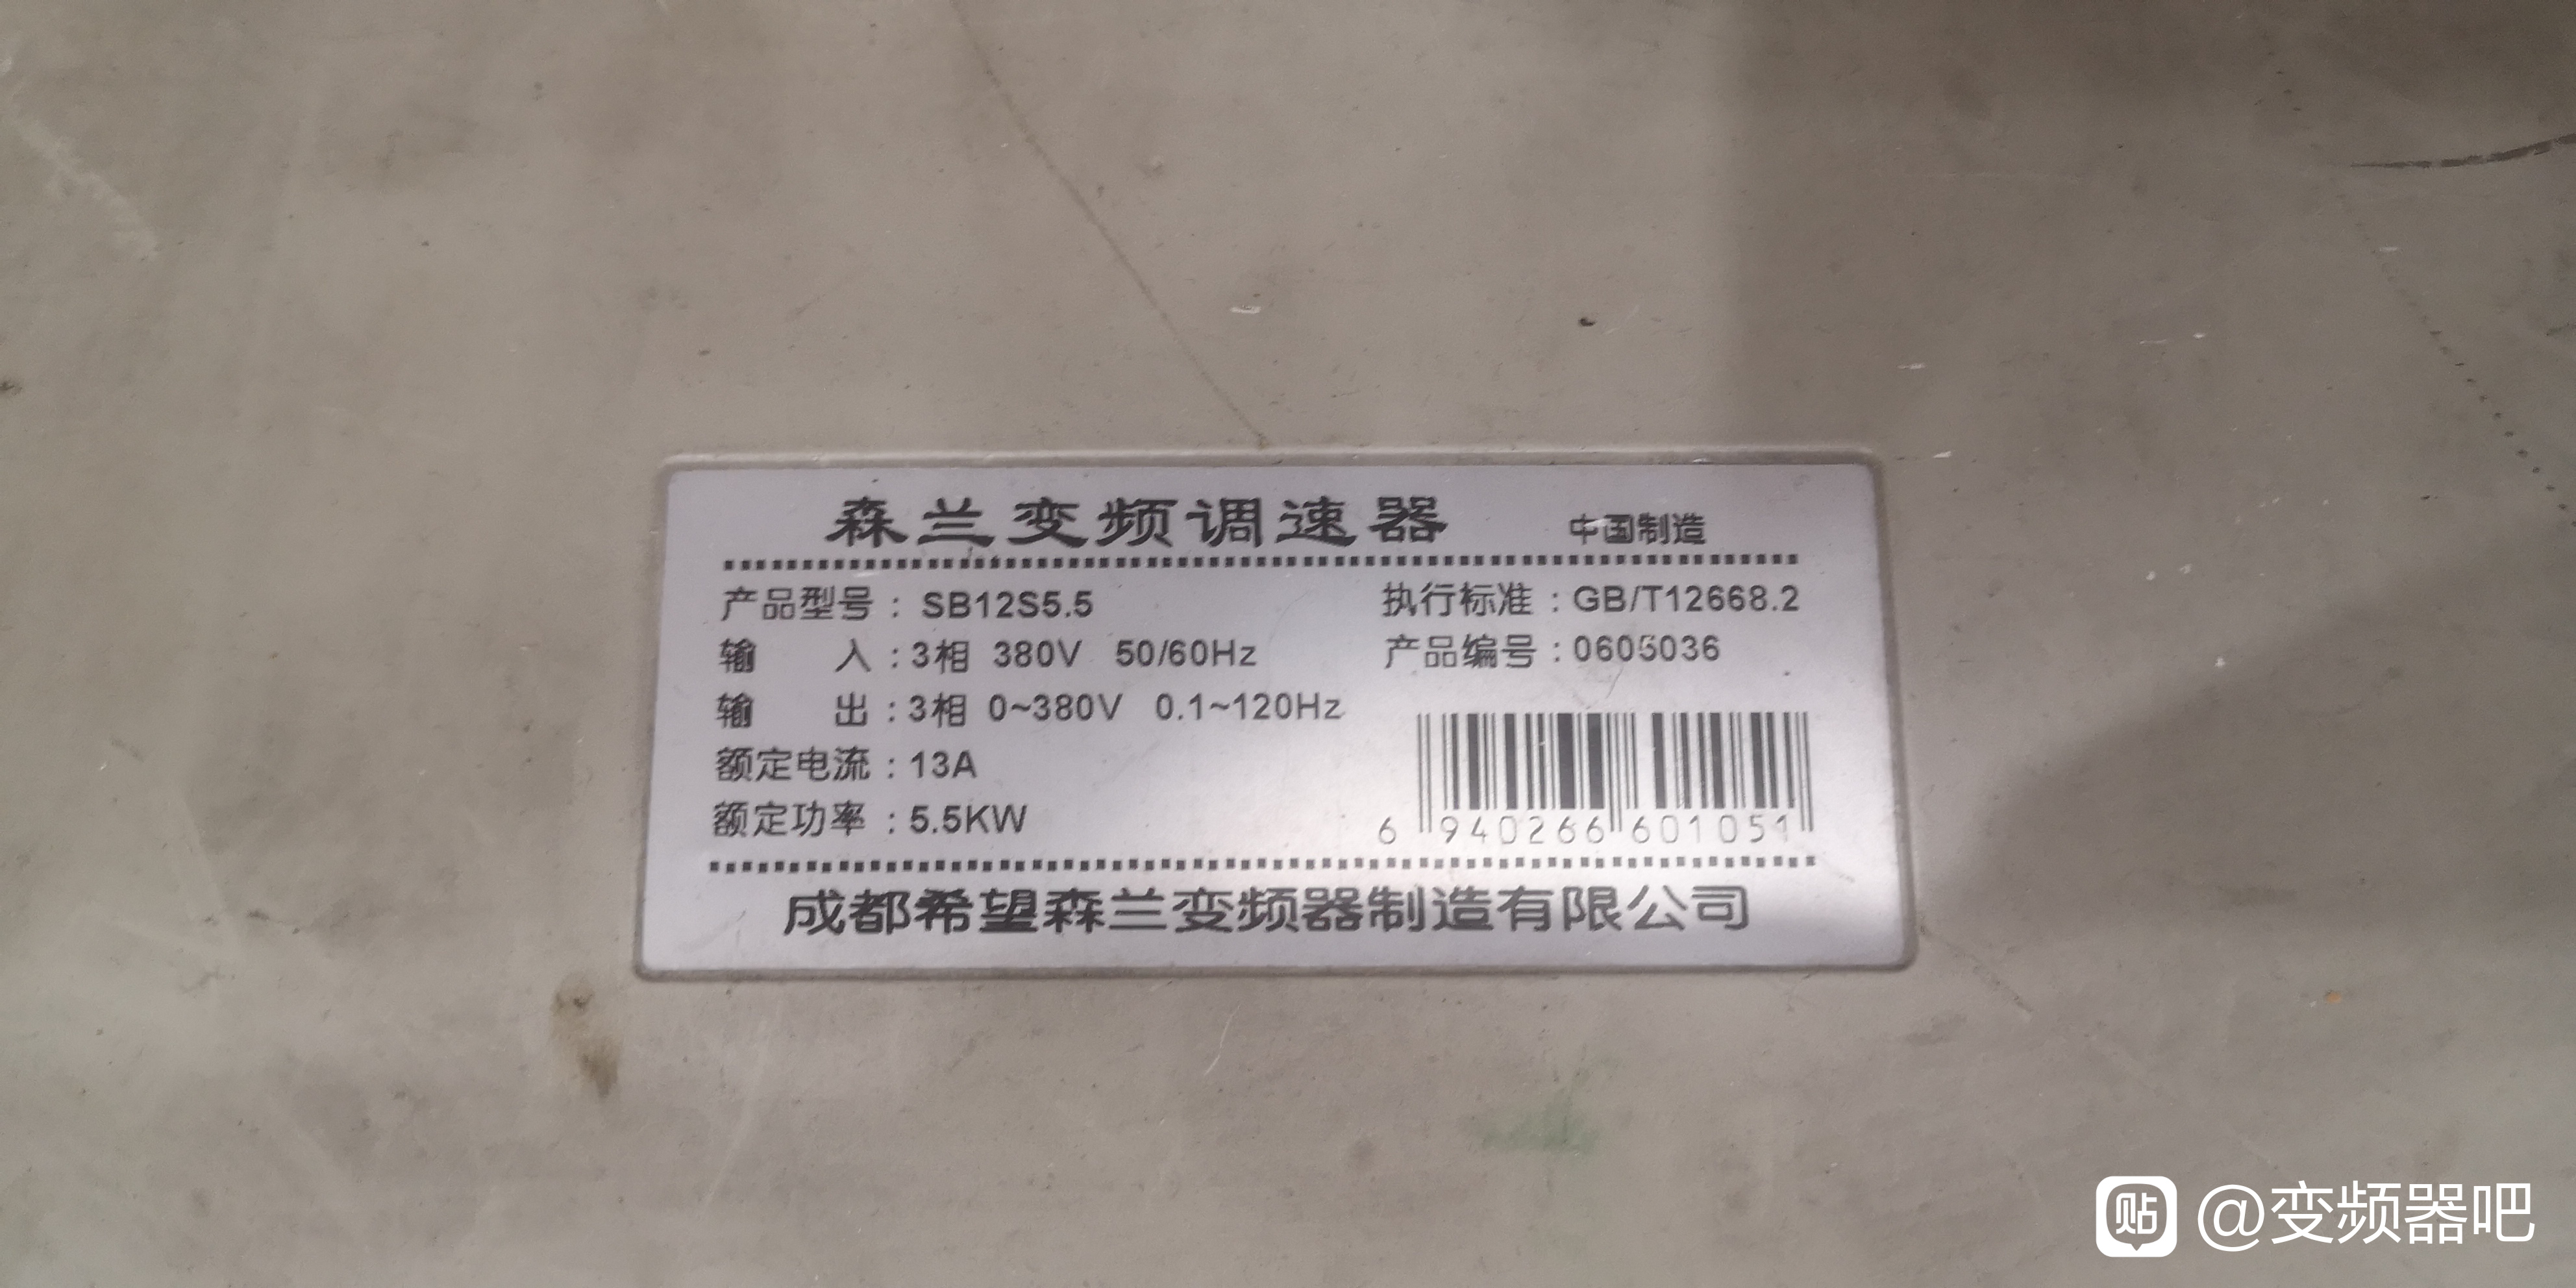 森兰变频调速器 中国制造
产品型号：SB12S5.5 执行标准：GB/T12668.2
输 入：3相 380V 50/60Hz 产品编号：0605036
输 出：3相 0~380V 0.1~120Hz
额定电流：13A
额定功率：5.5KW
6 940266 601051
成都希望森兰变频器制造有限公司
贴 @变频器吧